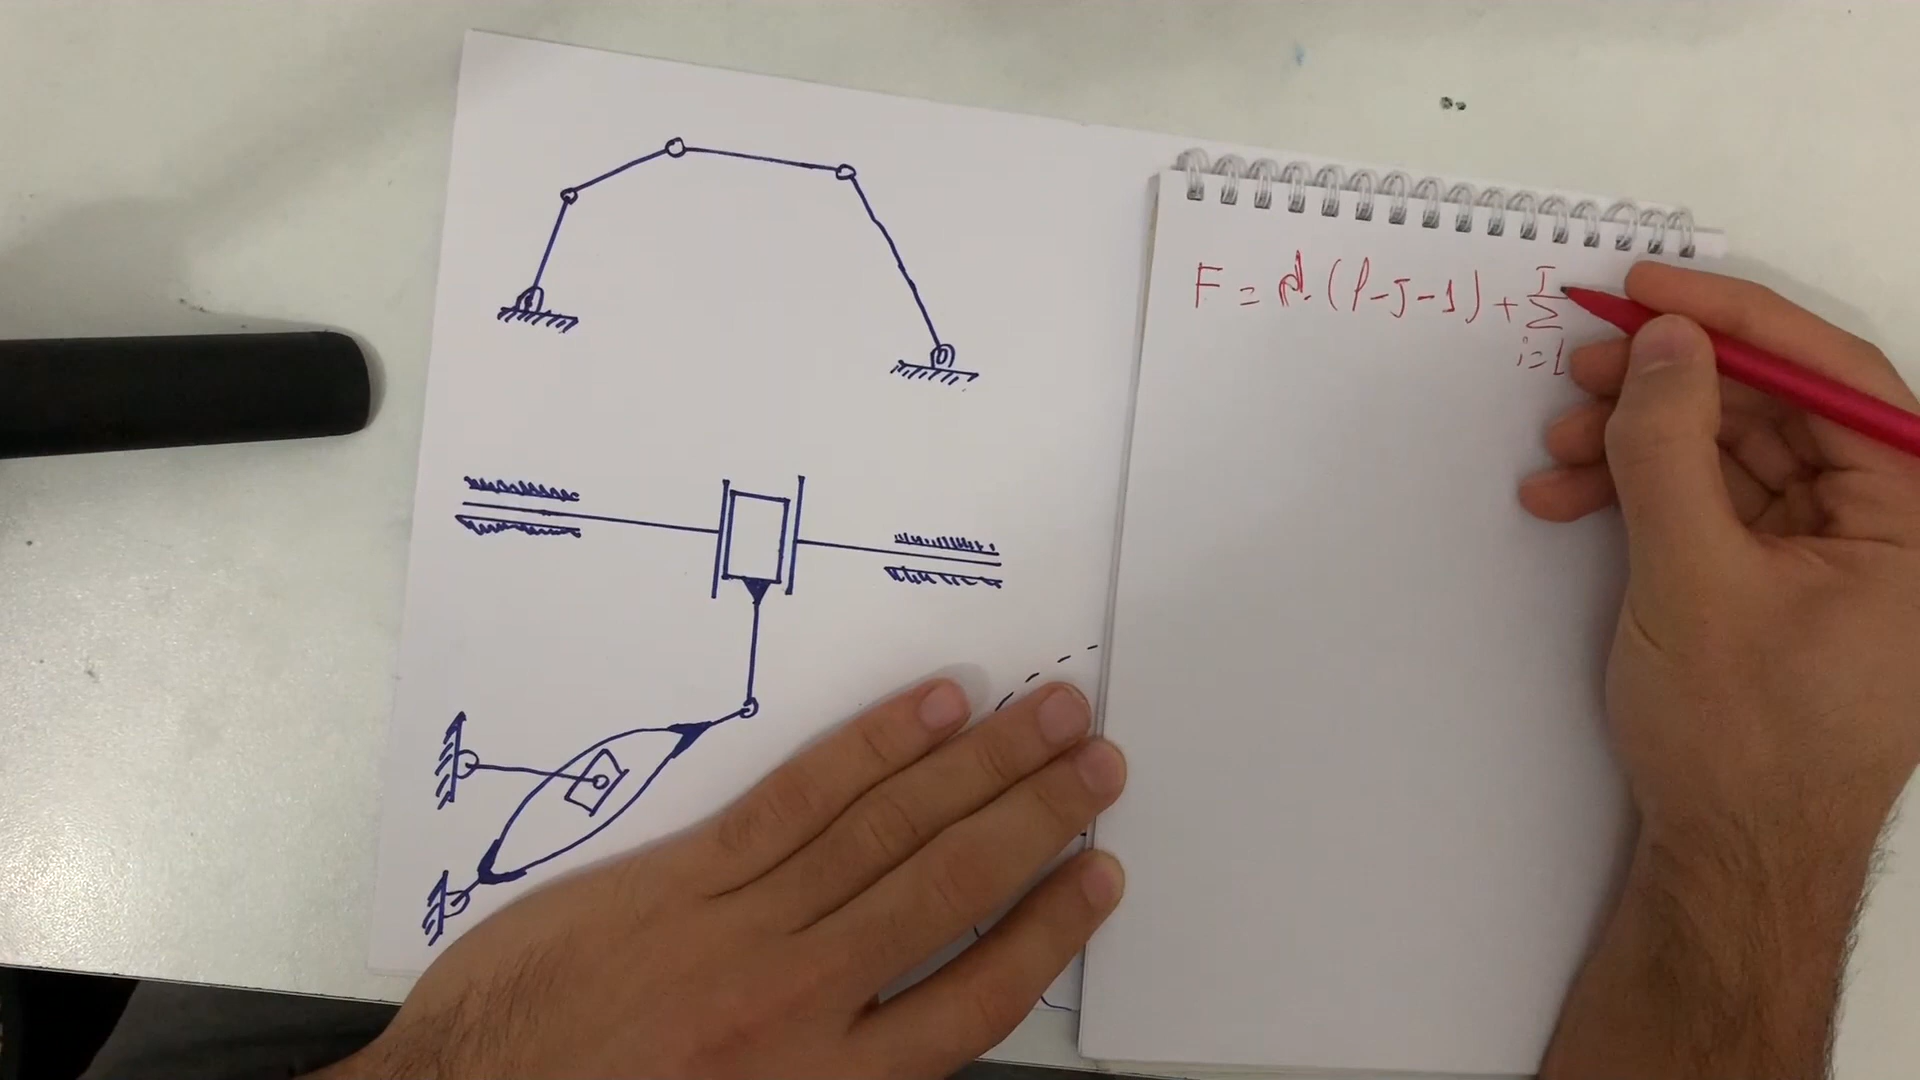 F = λ. (l-J-1) + J∑i=1